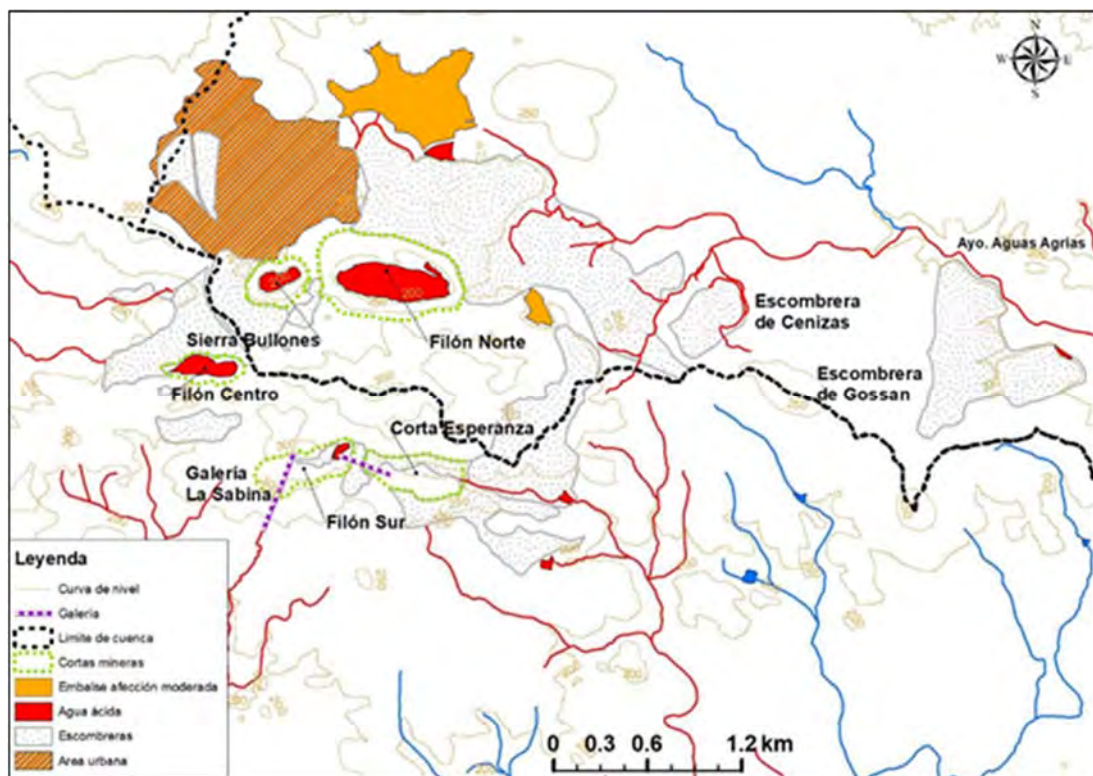 N
W E
S
Ayo. Aguas Agrias
Escombrera
de Cenizas
Sierra Bullones
Filón Norte
Escombrera
de Gossan
Filón Centro
Corta Esperanza
Galería
La Sabina
Filón Sur
Leyenda
Curva de nivel
Galería
Límite de cuenca
Cortas mineras
Embalse afección moderada
Agua ácida
Escombreras
Area urbana
0 0.3 0.6 1.2 km